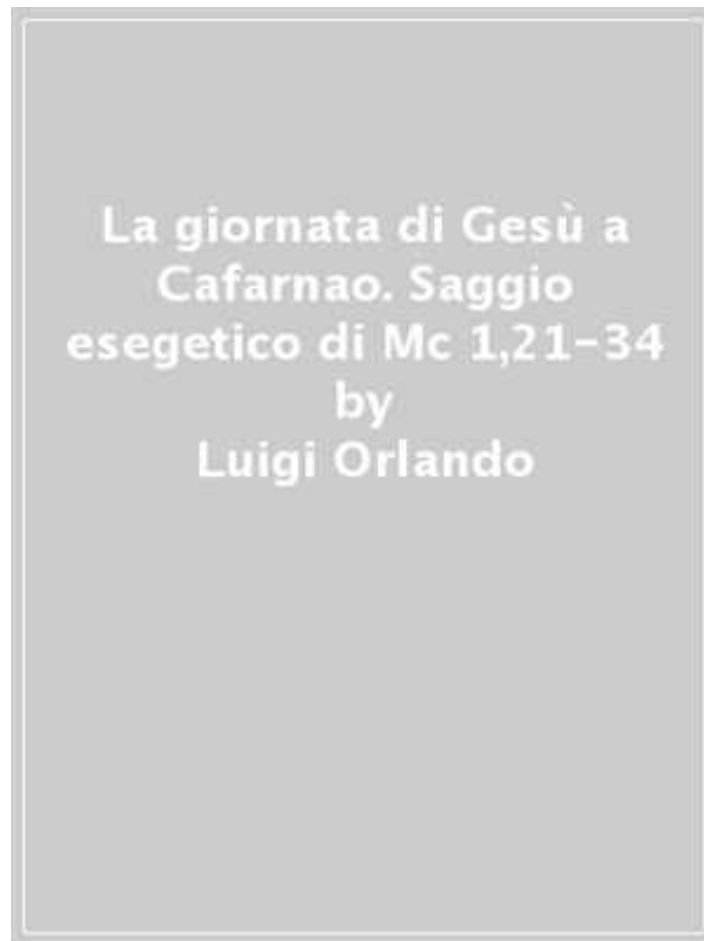 La giornata di Gesù a
Cafarnao. Saggio
esegetico di Mc 1,21-34
by
Luigi Orlando